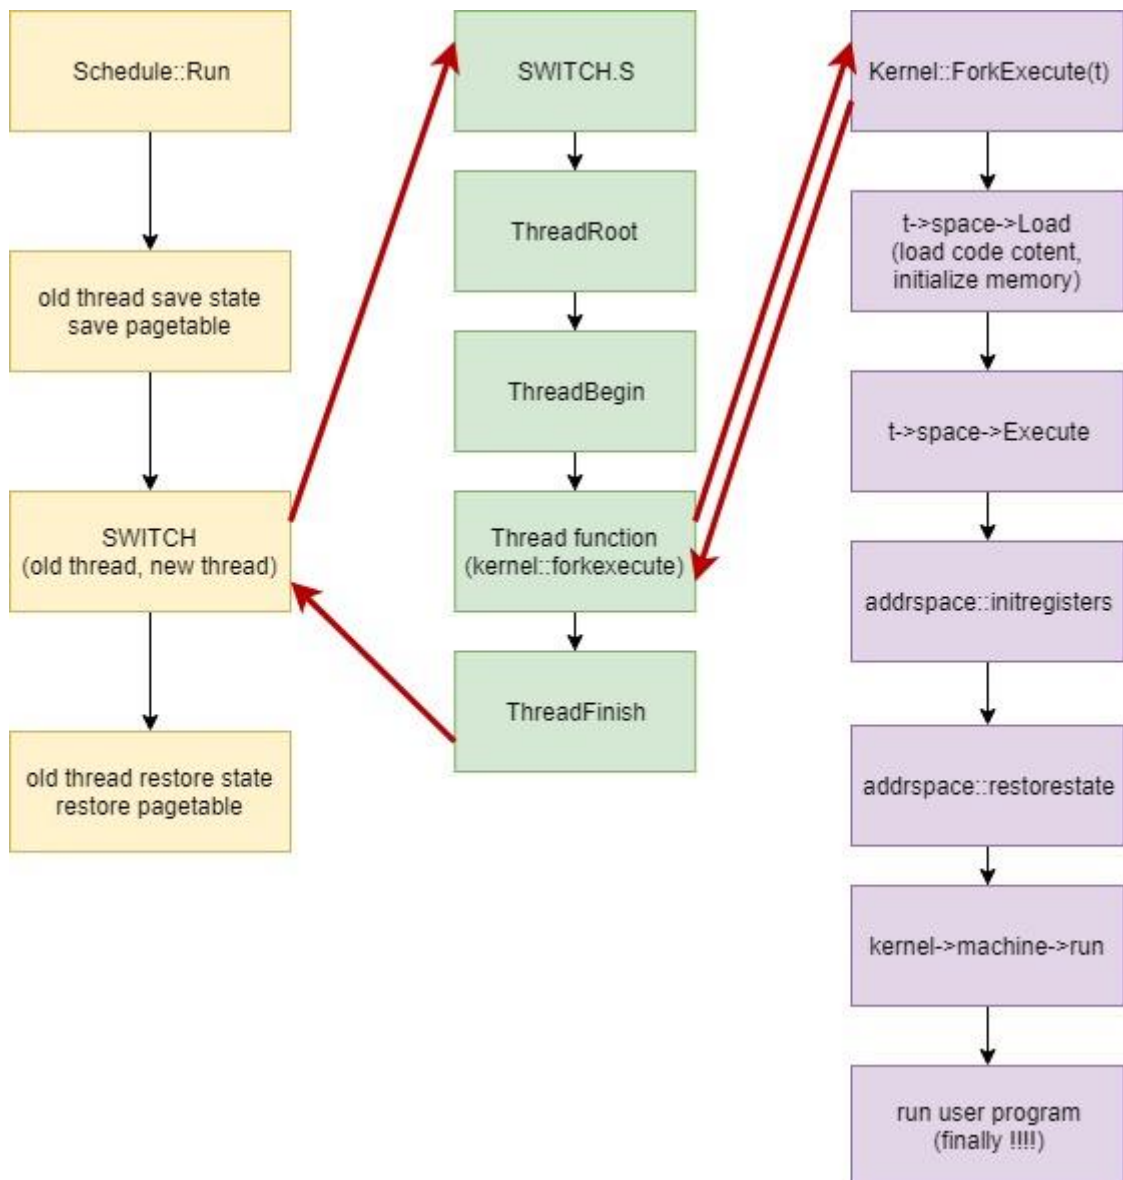 Schedule::Run
old thread save state
save pagetable
SWITCH
(old thread, new thread)
old thread restore state
restore pagetable
SWITCH.S
ThreadRoot
ThreadBegin
Thread function
(kernel::forkexecute)
ThreadFinish
Kernel::ForkExecute(t)
t->space->Load
(load code cotent,
initialize memory)
t->space->Execute
addrspace::initregisters
addrspace::restorestate
kernel->machine->run
run user program
(finally !!!!)